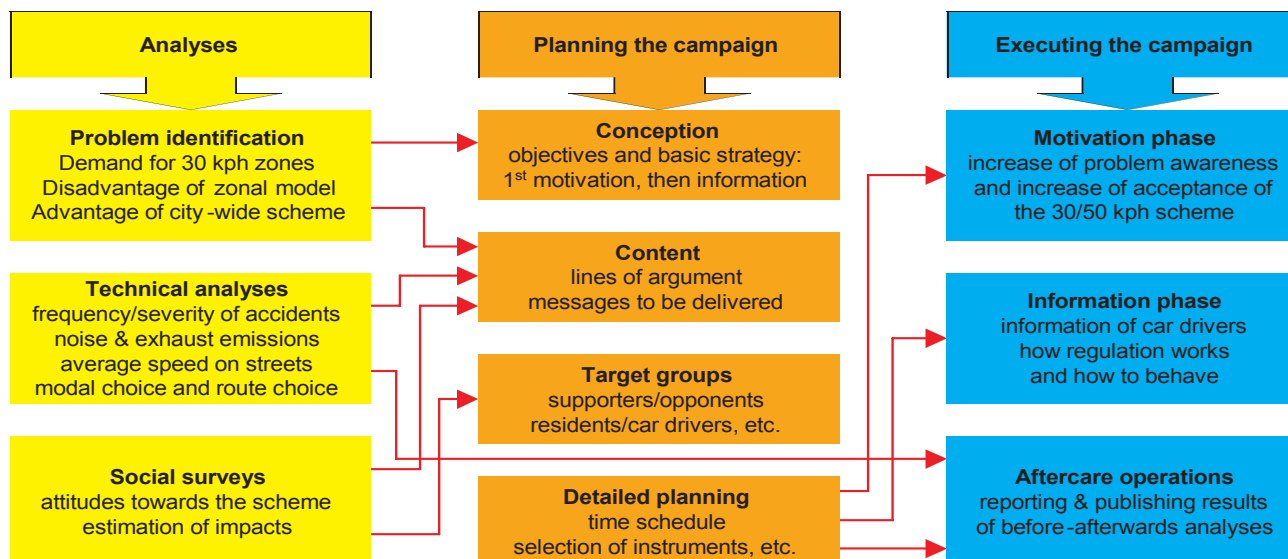 Analyses
Problem identification
Demand for 30 kph zones
Disadvantage of zonal model
Advantage of city-wide scheme
Technical analyses
frequency/severity of accidents
noise & exhaust emissions
average speed on streets
modal choice and route choice
Social surveys
attitudes towards the scheme
estimation of impacts
Planning the campaign
Conception
objectives and basic strategy:
1st motivation, then information
Content
lines of argument
messages to be delivered
Target groups
supporters/opponents
residents/car drivers, etc.
Detailed planning
time schedule
selection of instruments, etc.
Executing the campaign
Motivation phase
increase of problem awareness
and increase of acceptance of
the 30/50 kph scheme
Information phase
information of car drivers
how regulation works
and how to behave
Aftercare operations
reporting & publishing results
of before-afterwards analyses